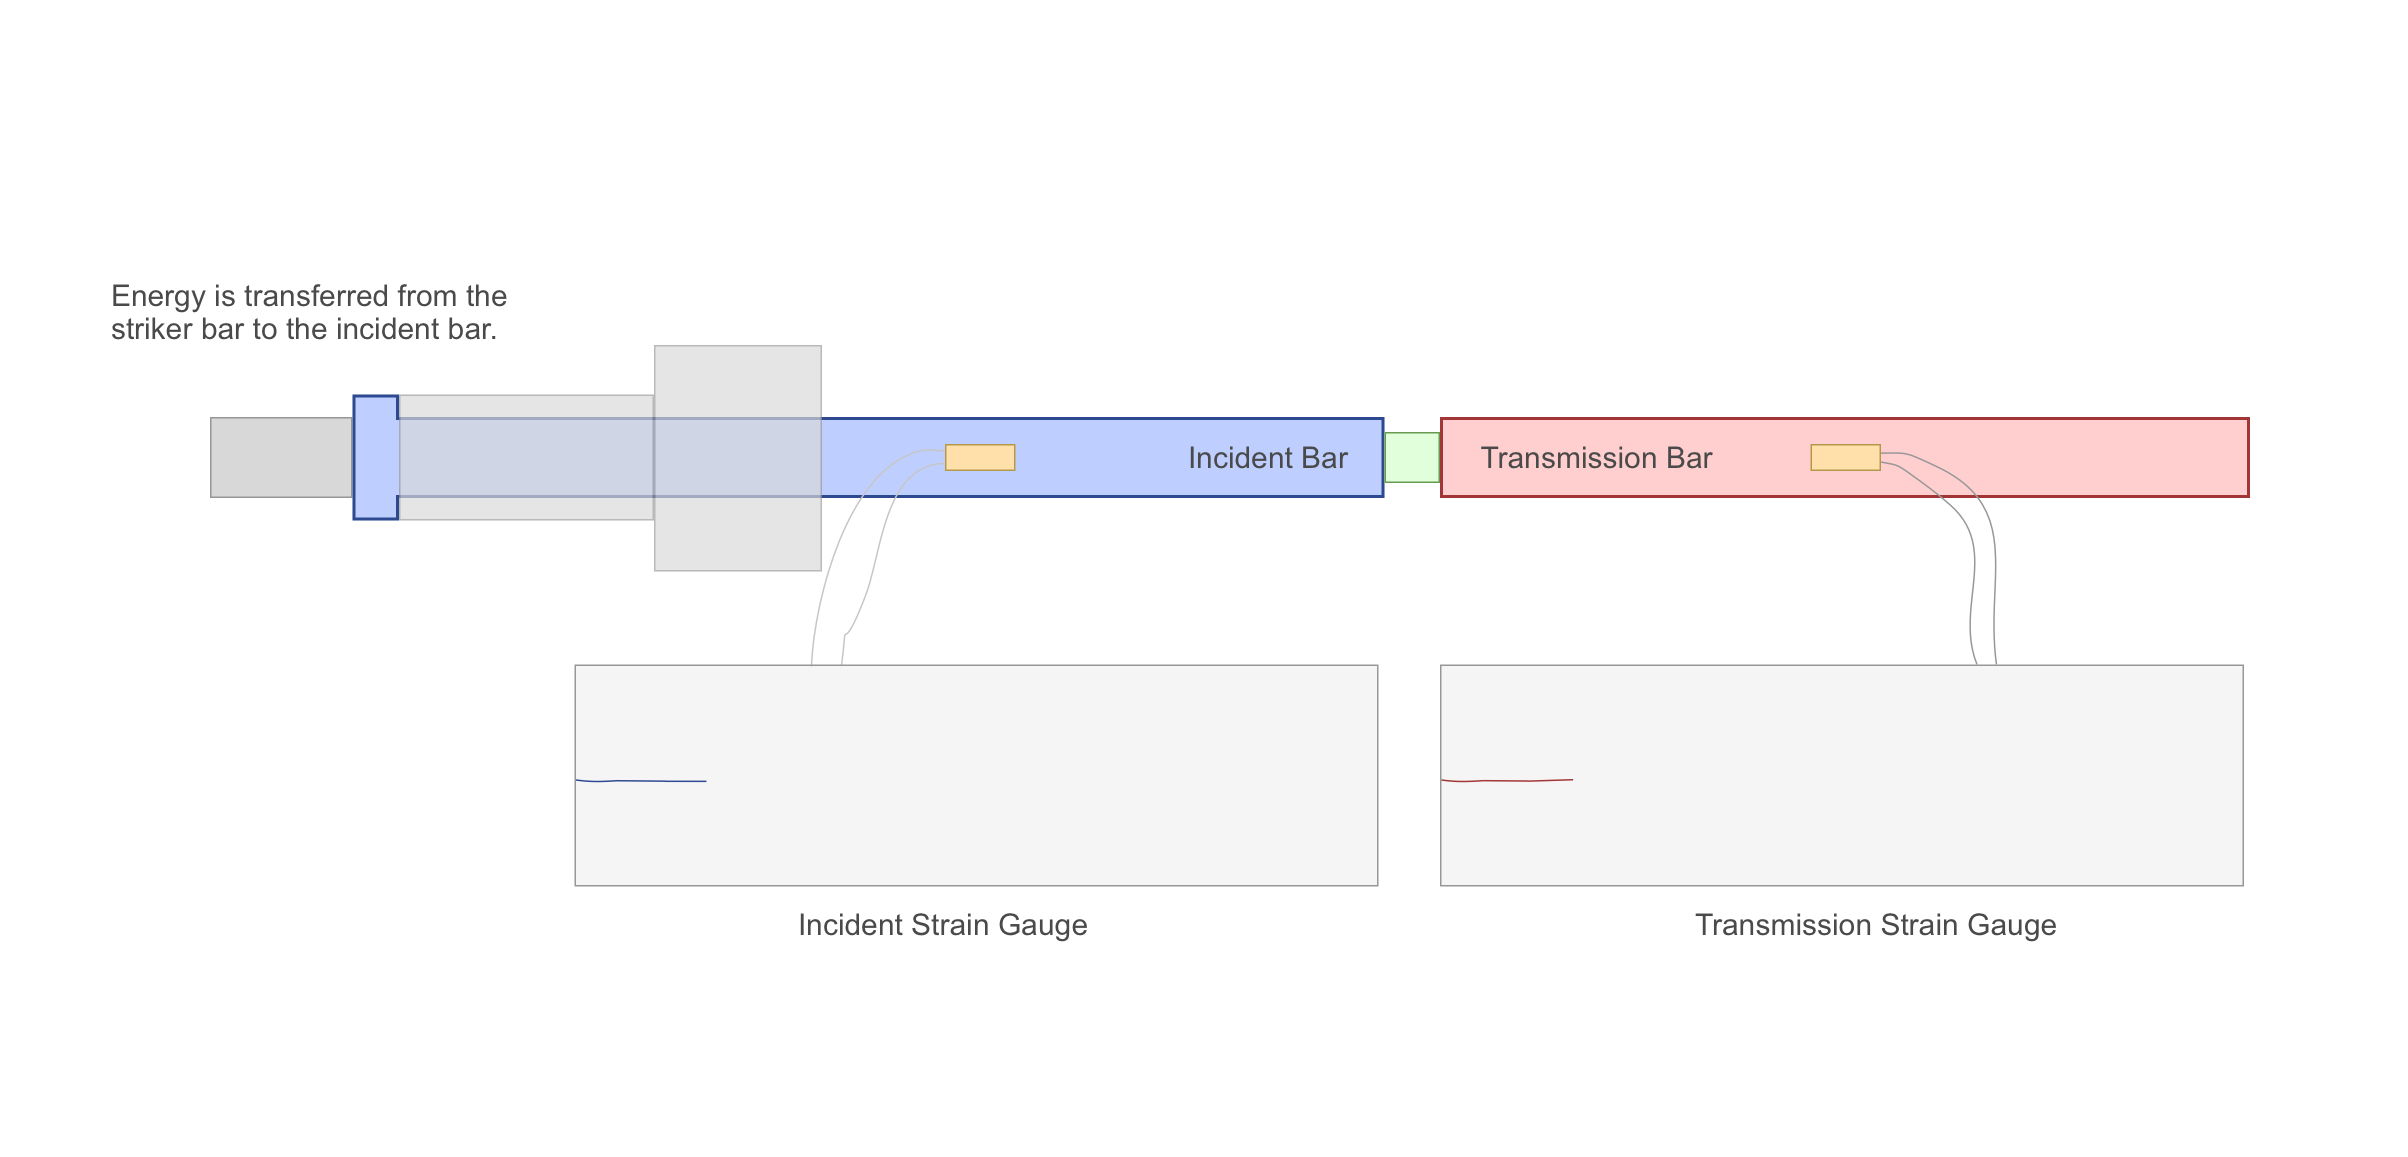 Energy is transferred from the
striker bar to the incident bar.
Incident Bar
Transmission Bar
Incident Strain Gauge
Transmission Strain Gauge